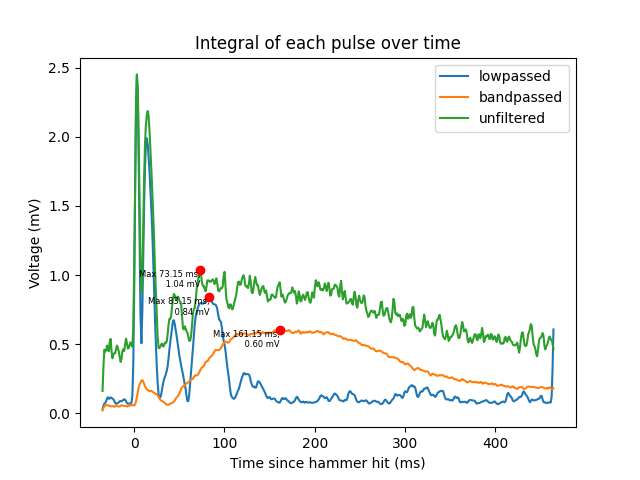 Integral of each pulse over time
lowpassed
bandpassed
unfiltered
Voltage (mV)
2.5
2.0
1.5
1.0
0.5
0.0
Max 73.15 ms,
1.04 mV
Max 83.15 ms,
0.84 mV
Max 161.15 ms,
0.60 mV
0
100
200
300
400
Time since hammer hit (ms)